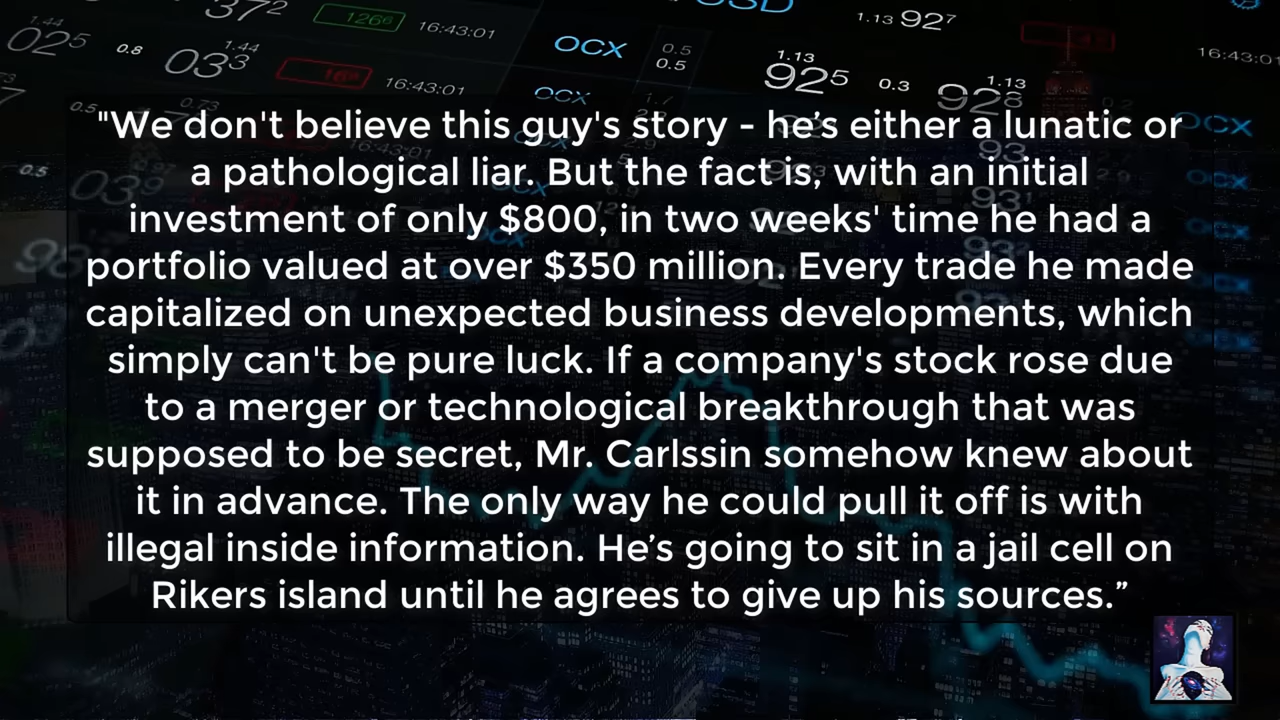 "We don't believe this guy's story - he’s either a lunatic or
a pathological liar. But the fact is, with an initial
investment of only $800, in two weeks' time he had a
portfolio valued at over $350 million. Every trade he made
capitalized on unexpected business developments, which
simply can't be pure luck. If a company's stock rose due
to a merger or technological breakthrough that was
supposed to be secret, Mr. Carlssin somehow knew about
it in advance. The only way he could pull it off is with
illegal inside information. He’s going to sit in a jail cell on
Rikers island until he agrees to give up his sources.”